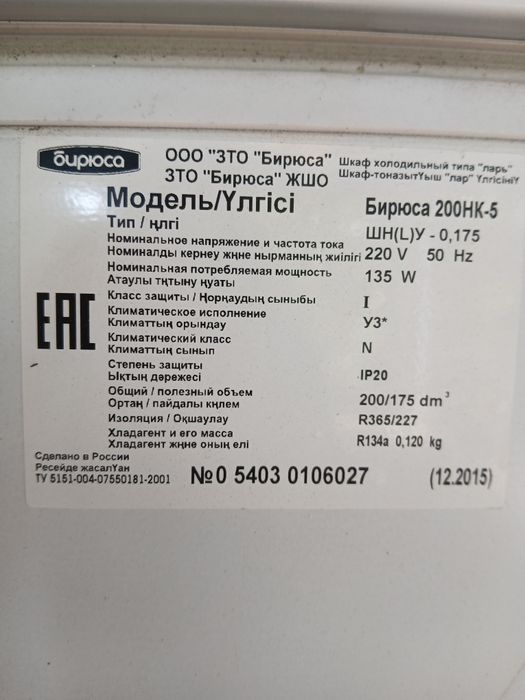 бирюса
ООО "ЗТО "Бирюса" Шкаф холодильный типа "ларь"
ЗТО "Бирюса" ЖШО Шкаф-тоназытҮыш "лар" ҮлгісініҮ
Модель/Үлгісі Бирюса 200НК-5
Тип / ңлгі ШН(L)У - 0,175
Номинальное напряжение и частота тока
Номиналды кернеу жңне нырманның жиілігі 220 V 50 Hz
Номинальная потребляемая мощность 135 W
Атаулы тңтыну ңуаты
Класс защиты / Ңорңаудың сыныбы I
Климатическое исполнение
Климаттың орындау У3*
Климатический класс
Климаттың сынып N
Степень защиты
Ықтың дәрежесі IP20
Общий / полезный объем
Ортаң / пайдалы кңлем 200/175 dm³
Изоляция / Оқшаулау R365/227
Хладагент и его масса R134a 0,120 kg
Хладагент жңне оның елі
ЕАС
Сделано в России
Ресейде жасалҮан
ТУ 5151-004-07550181-2001
№0 5403 0106027 (12.2015)